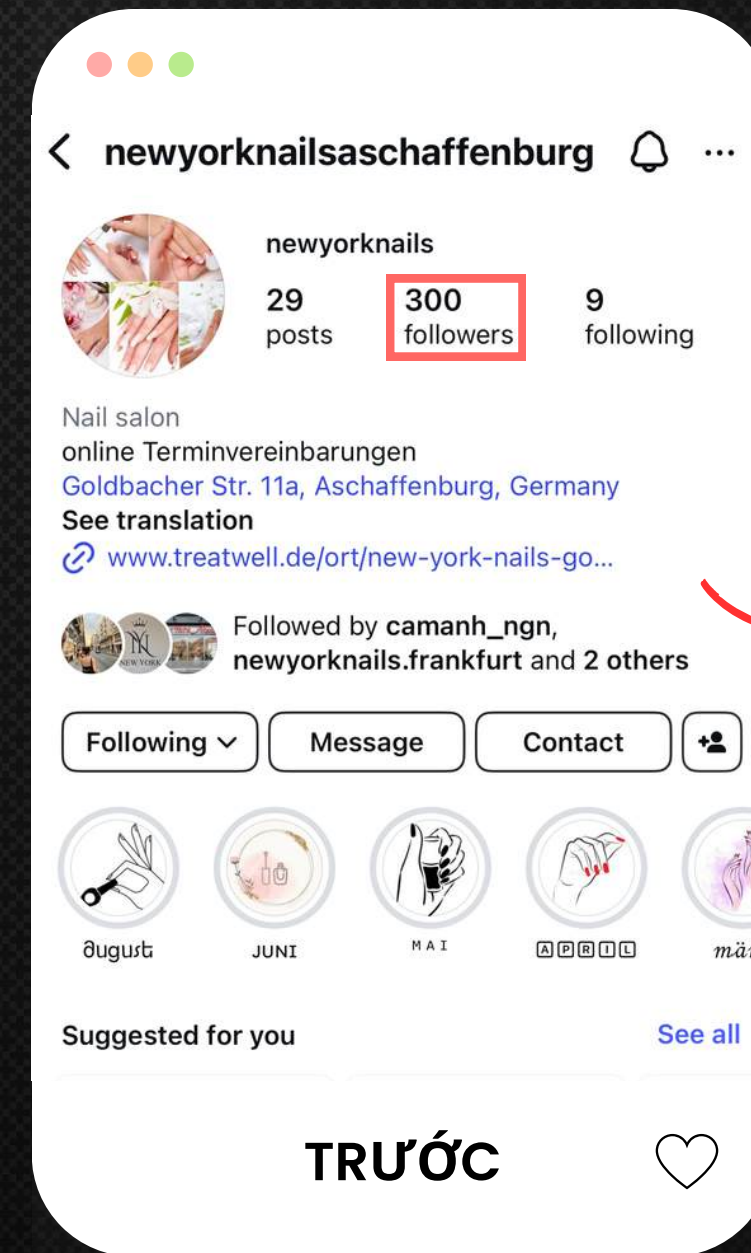 newyorknailsaschaffenburg
newyorknails
29 300 9
posts followers following
Nail salon
online Terminvereinbarungen
Goldbacher Str. 11a, Aschaffenburg, Germany
See translation
www.treatwell.de/ort/new-york-nails-go...
NEW YORK
Followed by camanh_ngn,
newyorknails.frankfurt and 2 others
Following Message Contact
august JUNI MAI APRIL
Suggested for you See all
TRƯỚC